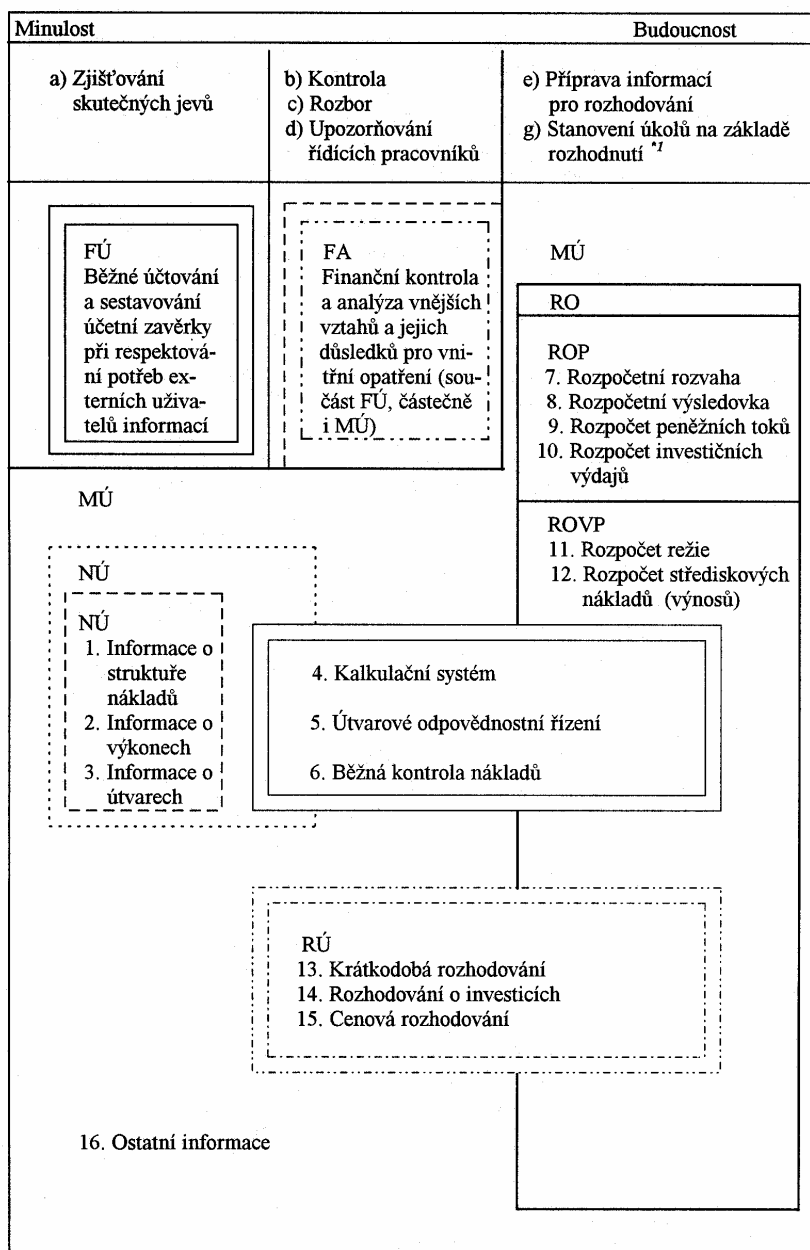 Minulost
Budoucnost
a) Zjišťování
skutečných jevů
b) Kontrola
c) Rozbor
d) Upozorňování
řídících pracovníků
e) Příprava informací
pro rozhodování
g) Stanovení úkolů na základě
rozhodnutí *1
FÚ
Běžné účtování
a sestavování
účetní zavěrky
při respektová-
ní potřeb ex-
terních uživa-
telů informací
FA
Finanční kontrola
a analýza vnějších
vztahů a jejich
důsledků pro vni-
třní opatření (sou-
část FÚ, částečně
i MÚ)
MÚ
RO
ROP
7. Rozpočetní rozvaha
8. Rozpočetní výsledovka
9. Rozpočet peněžních toků
10. Rozpočet investičních
výdajů
ROVP
11. Rozpočet režie
12. Rozpočet střediskových
nákladů (výnosů)
MÚ
NÚ
NÚ
1. Informace o
struktuře
nákladů
2. Informace o
výkonech
3. Informace o
útvarech
4. Kalkulační systém
5. Útvarové odpovědnostní řízení
6. Běžná kontrola nákladů
RÚ
13. Krátkodobá rozhodování
14. Rozhodování o investicích
15. Cenová rozhodování
16. Ostatní informace